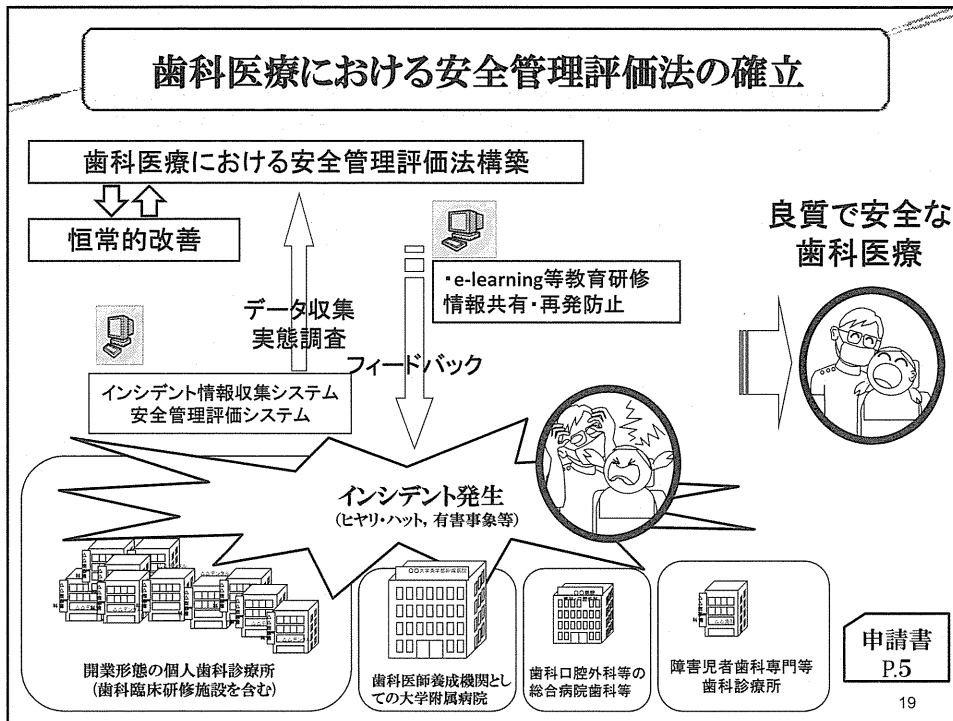 歯科医療における安全管理評価法の確立
歯科医療における安全管理評価法構築
恒常的改善
良質で安全な
歯科医療
・e-learning等教育研修
情報共有・再発防止
データ収集
実態調査
フィードバック
インシデント情報収集システム
安全管理評価システム
インシデント発生
(ヒヤリ・ハット, 有害事象等)
開業形態の個人歯科診療所
(歯科臨床研修施設を含む)
歯科医師養成機関とし
ての大学附属病院
歯科口腔外科等の
総合病院歯科等
障害児者歯科専門等
歯科診療所
申請書
P.5
19